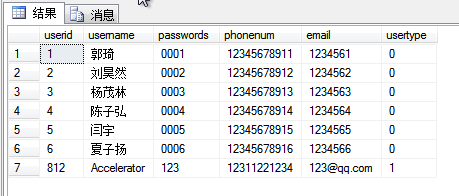 结果 消息
userid username passwords phonenum email usertype
1 1 郭琦 0001 12345678911 1234561 0
2 2 刘昊然 0002 12345678912 1234562 0
3 3 杨茂林 0003 12345678913 1234563 0
4 4 陈子弘 0004 12345678914 1234564 0
5 5 闫宇 0005 12345678915 1234565 0
6 6 夏子扬 0006 12345678916 1234566 0
7 812 Accelerator 123 12311221234 123@qq.com 1